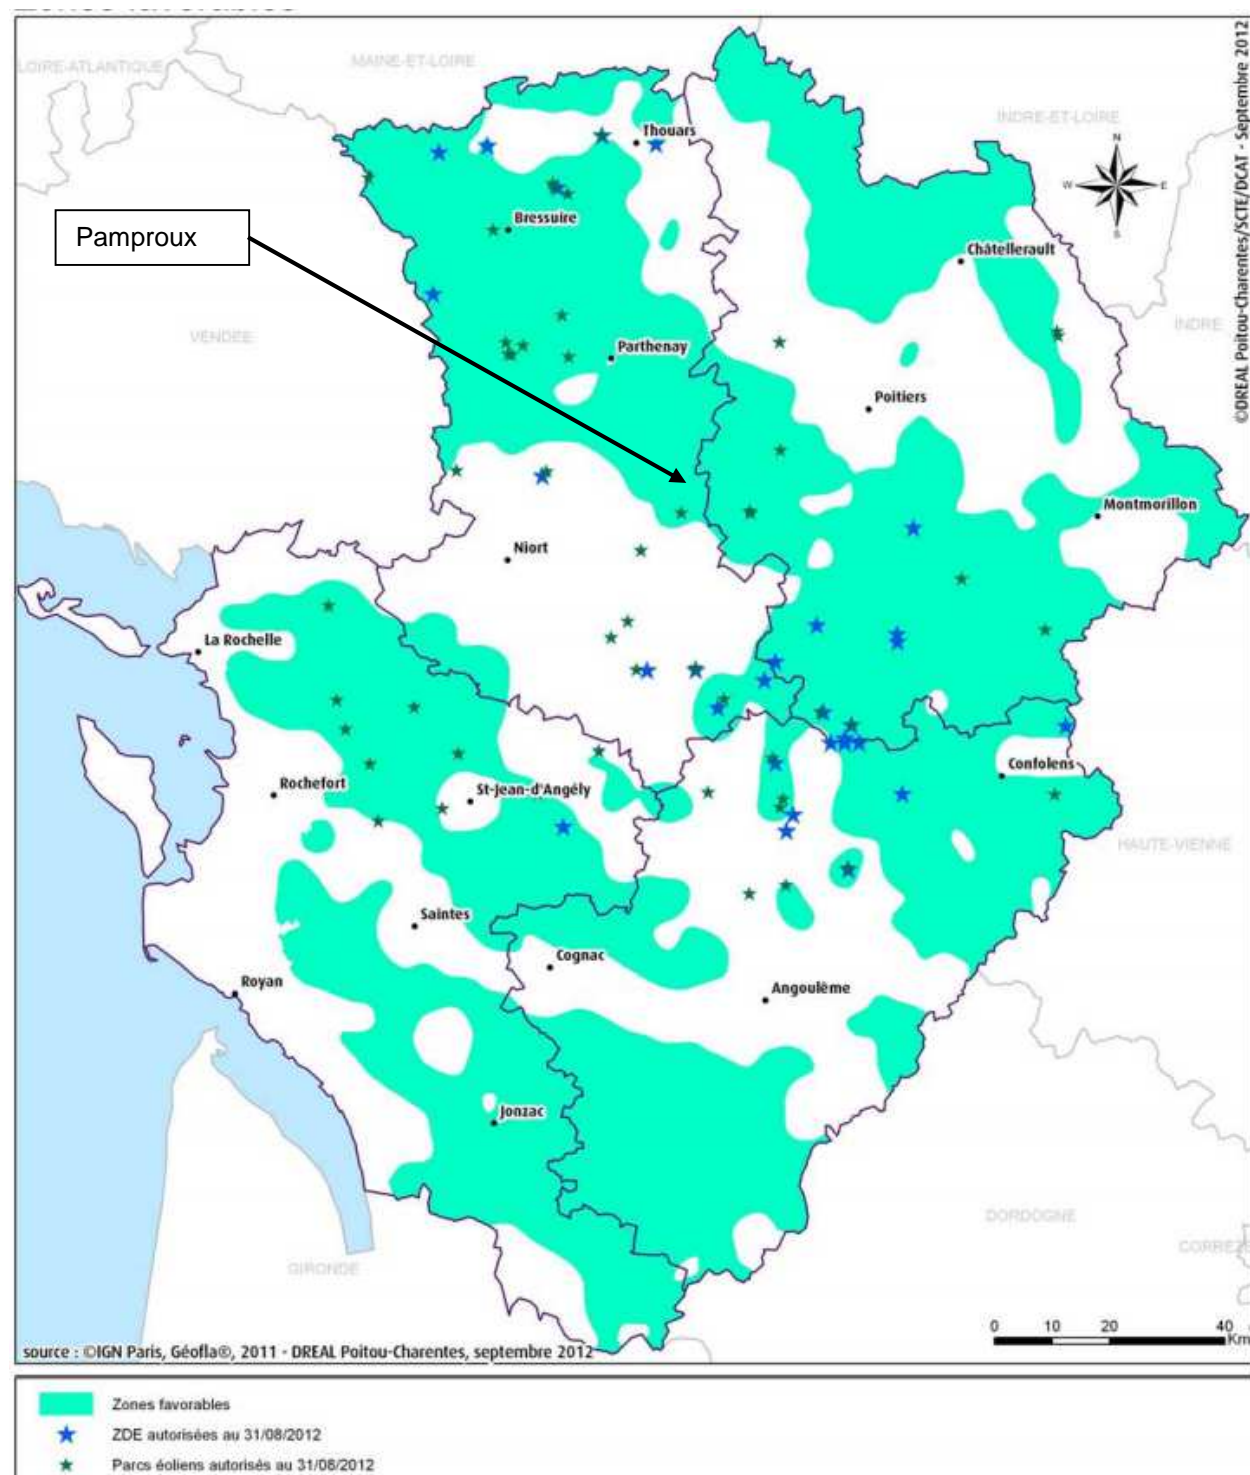 LOIRE-ATLANTIQUE
MAINE-ET-LOIRE
INDRE-ET-LOIRE
©DREAL Poitou-Charentes/SCTE/DCAT - Septembre 2012
N
W
E
S
Thouars
Bressuire
Pamproux
Châtellerault
VENDEE
INDRE
Parthenay
Poitiers
Montmorillon
Niort
La Rochelle
Rochefort
St-Jean-d'Angély
Confolens
HAUTE-VIENNE
Saintes
Cognac
Royan
Angoulême
Jonzac
DORDOGNE
CORREZE
GIRONDE
0 10 20 40
Km
source : ©IGN Paris, Géofla®, 2011 - DREAL Poitou-Charentes, septembre 2012
Zones favorables
ZDE autorisées au 31/08/2012
Parcs éoliens autorisés au 31/08/2012